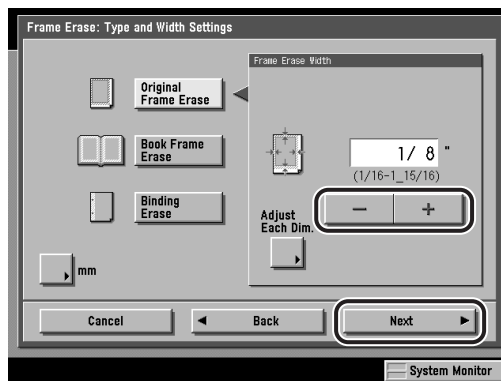 Frame Erase: Type and Width Settings
Frame Erase Width
Original
Frame Erase
Book Frame
Erase
Binding
Erase
1/ 8 "
(1/16-1_15/16)
－ ＋
Adjust
Each Dim.
mm
Cancel
◄ Back
Next ►
System Monitor